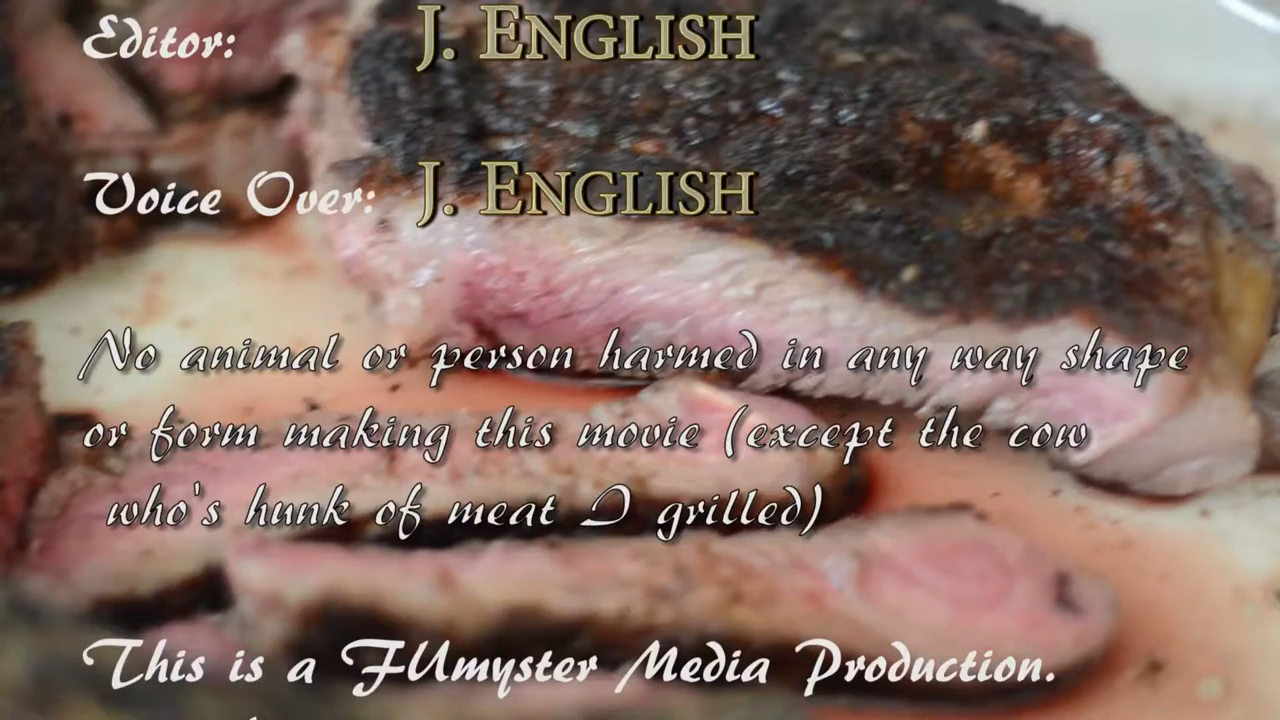 Editor: J. ENGLISH
Voice Over: J. ENGLISH
No animal or person harmed in any way shape
or form making this movie (except the cow
who's hunk of meat I grilled)
This is a FUmyster Media Production.